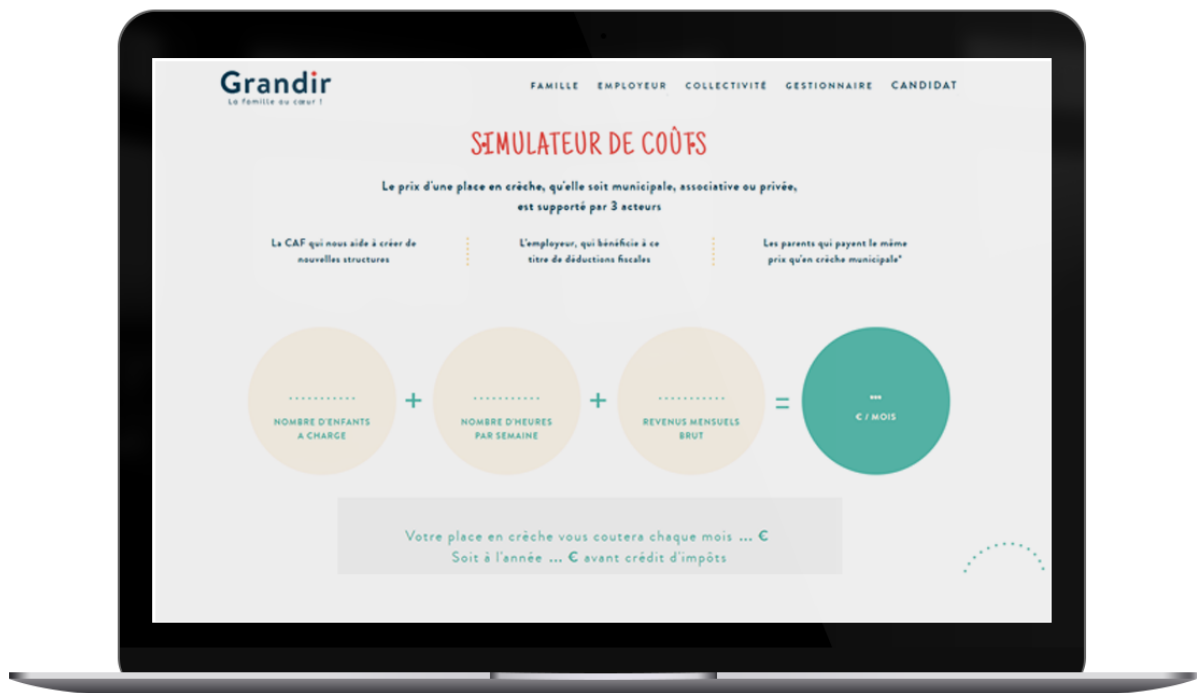 Grandir
La famille au cœur !
FAMILLE EMPLOYEUR COLLECTIVITÉ GESTIONNAIRE CANDIDAT
SIMULATEUR DE COÛTS
Le prix d'une place en crèche, qu'elle soit municipale, associative ou privée,
est supporté par 3 acteurs
La CAF qui nous aide à créer de
nouvelles structures
L'employeur, qui bénéficie à ce
titre de déductions fiscales
Les parents qui payent le même
prix qu'en crèche municipale*
NOMBRE D'ENFANTS
A CHARGE
+
NOMBRE D'HEURES
PAR SEMAINE
+
REVENUS MENSUELS
BRUT
=
...
€ / MOIS
Votre place en crèche vous coutera chaque mois ... €
Soit à l'année ... € avant crédit d'impôts